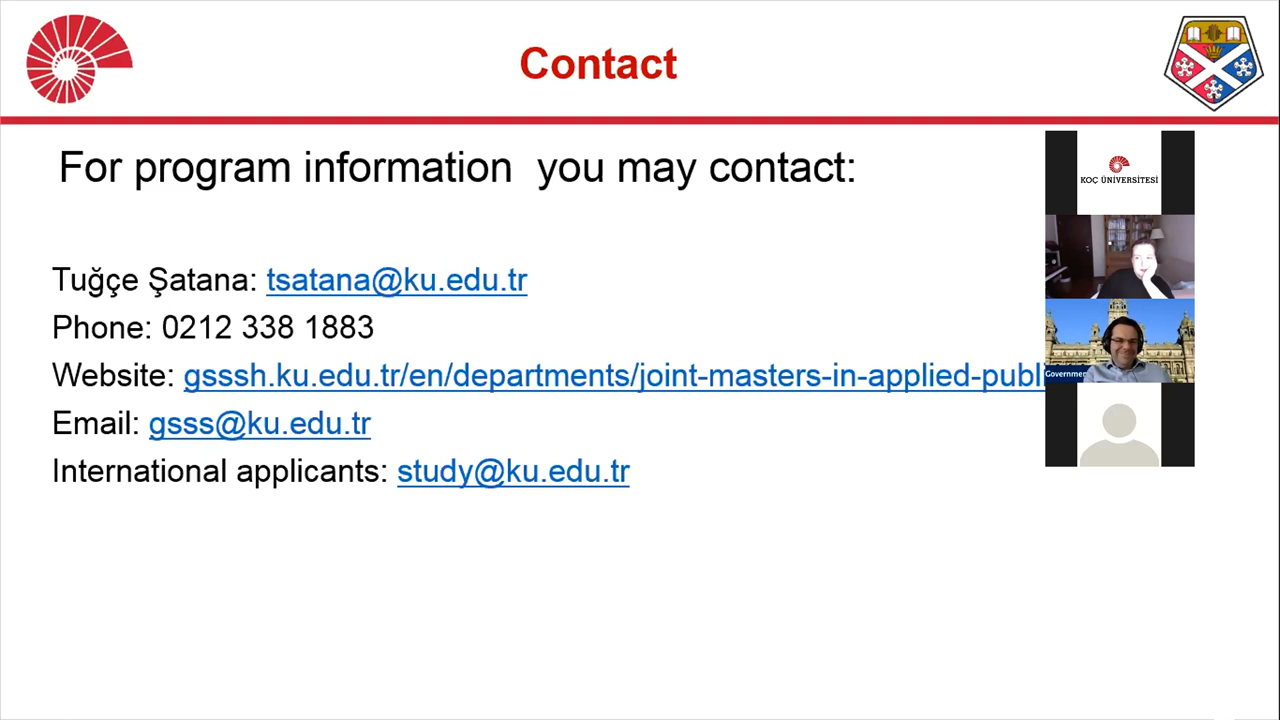 Contact
For program information you may contact:
KOÇ ÜNİVERSİTESİ
Tuğçe Şatana: tsatana@ku.edu.tr
Phone: 0212 338 1883
Website: gsssh.ku.edu.tr/en/departments/joint-masters-in-applied-publi
Government
Email: gsss@ku.edu.tr
International applicants: study@ku.edu.tr